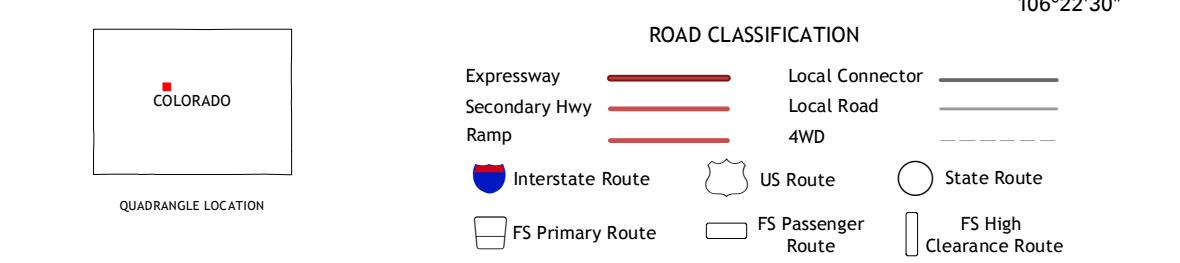 106°22'30"
ROAD CLASSIFICATION
Expressway
Local Connector
Secondary Hwy
Local Road
Ramp
4WD
Interstate Route
US Route
State Route
FS Primary Route
FS Passenger
Route
FS High
Clearance Route
COLORADO
QUADRANGLE LOCATION